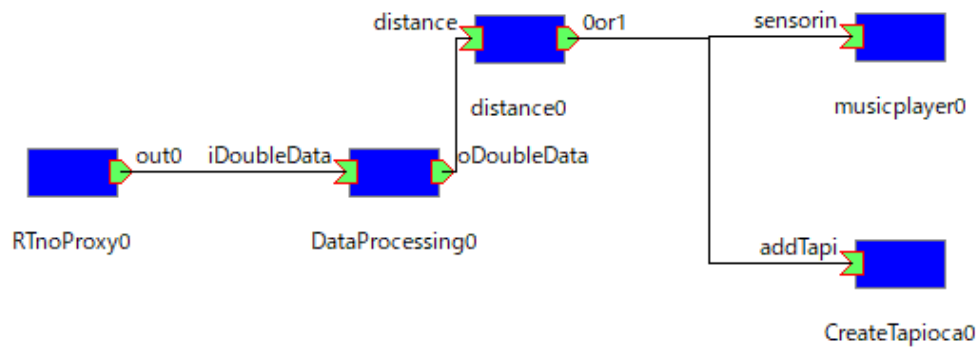 distance
0or1
sensorin
distance0
musicplayer0
out0
iDoubleData
oDoubleData
RTnoProxy0
DataProcessing0
addTapi
CreateTapioca0